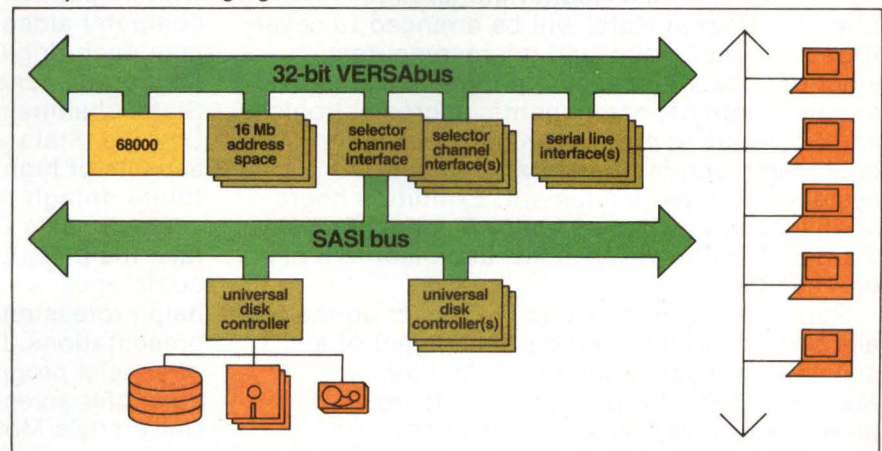 32-bit VERSAbus
68000
16 Mb
address
space
selector
channel
interface
selector
channel
interface(s)
serial line
interface(s)
SASI bus
universal
disk
controller
universal
disk
controller(s)